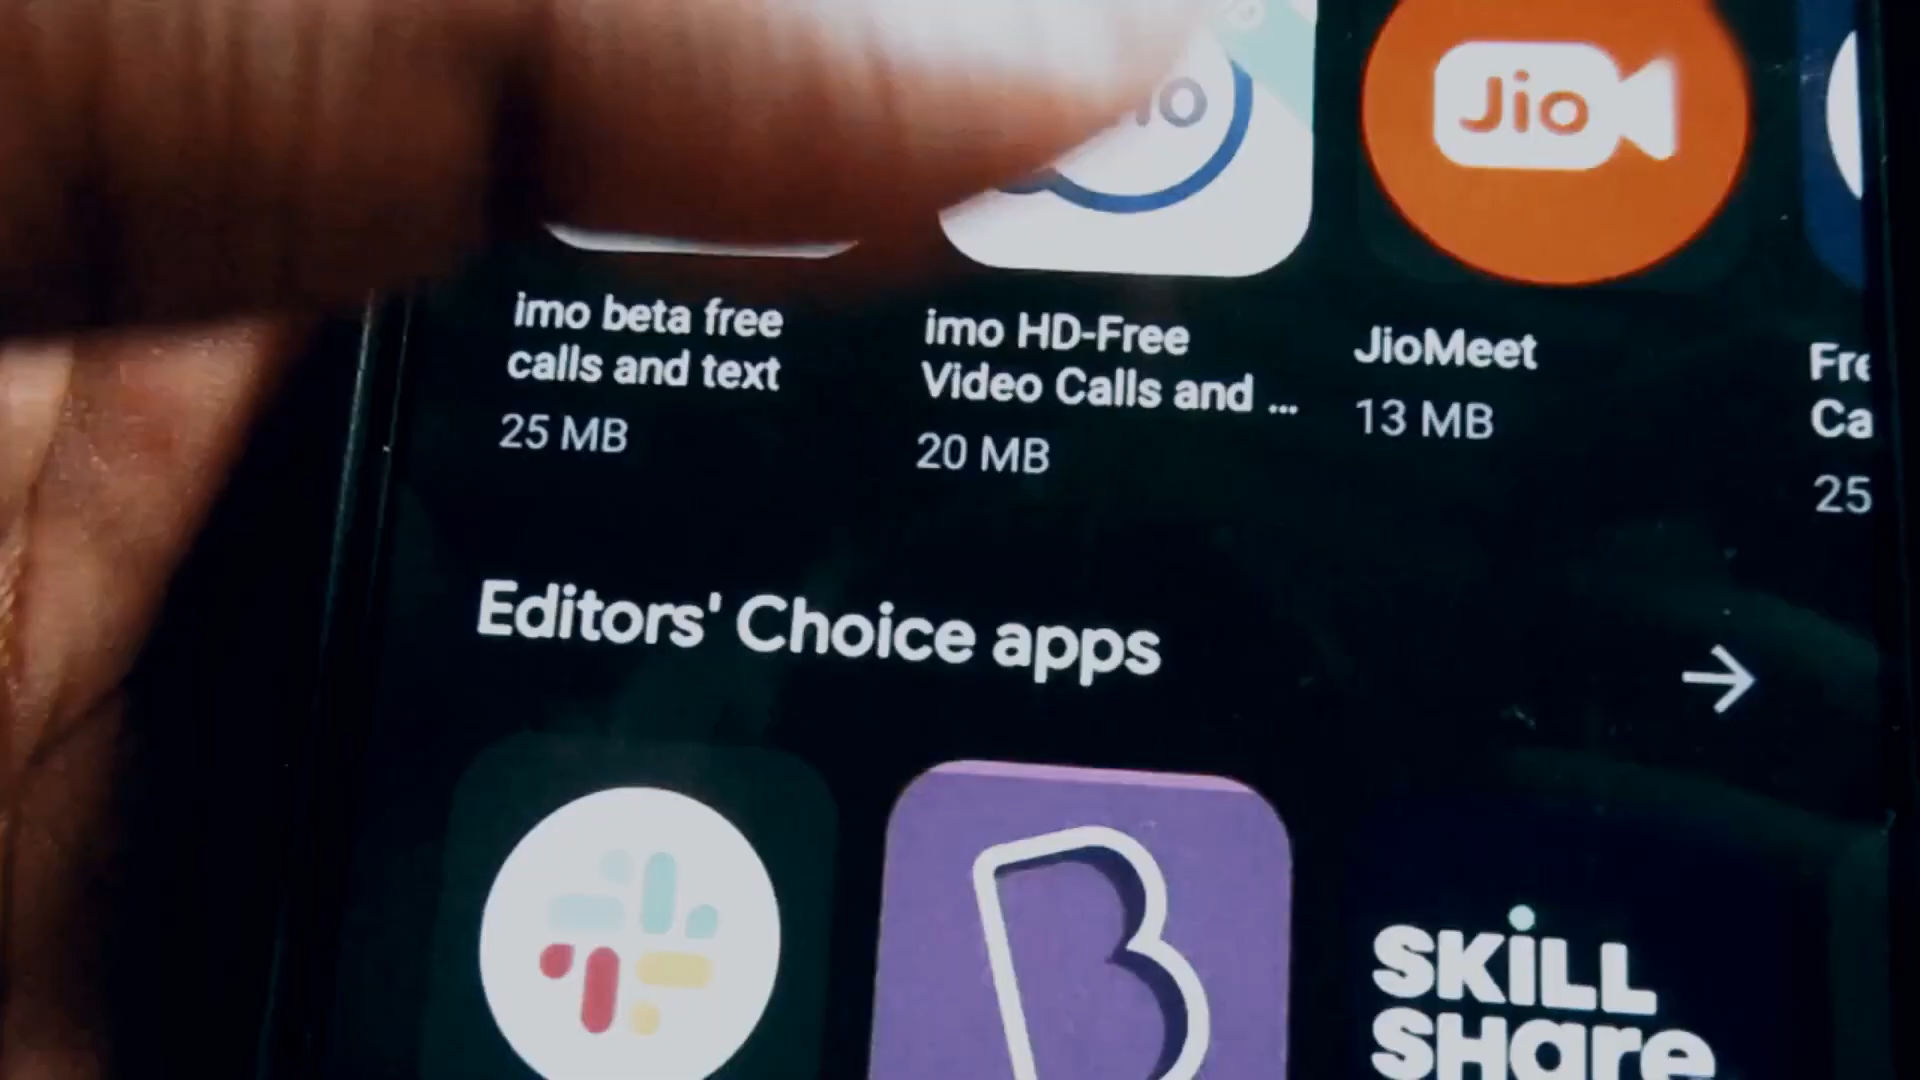 Jio
imo beta free
calls and text
25 MB
imo HD-Free
Video Calls and ...
20 MB
JioMeet
13 MB
25
Editors' Choice apps
SKiLL
SHare